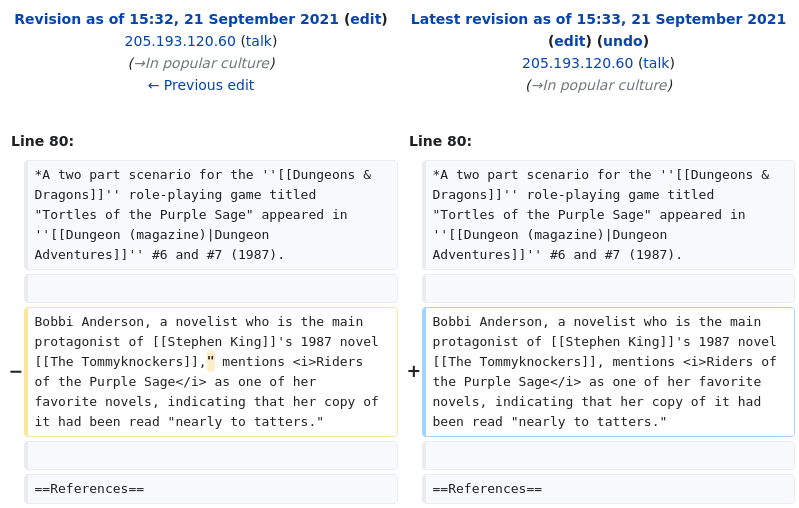 Revision as of 15:32, 21 September 2021 (edit)
205.193.120.60 (talk)
(→In popular culture)
← Previous edit
Latest revision as of 15:33, 21 September 2021
(edit) (undo)
205.193.120.60 (talk)
(→In popular culture)
Line 80:
*A two part scenario for the ''[[Dungeons &
Dragons]]'' role-playing game titled
"Tortles of the Purple Sage" appeared in
''[[Dungeon (magazine)|Dungeon
Adventures]]'' #6 and #7 (1987).
− Bobbi Anderson, a novelist who is the main
protagonist of [[Stephen King]]'s 1987 novel
[[The Tommyknockers]]," mentions <i>Riders
of the Purple Sage</i> as one of her
favorite novels, indicating that her copy of
it had been read "nearly to tatters."
==References==
Line 80:
*A two part scenario for the ''[[Dungeons &
Dragons]]'' role-playing game titled
"Tortles of the Purple Sage" appeared in
''[[Dungeon (magazine)|Dungeon
Adventures]]'' #6 and #7 (1987).
+ Bobbi Anderson, a novelist who is the main
protagonist of [[Stephen King]]'s 1987 novel
[[The Tommyknockers]], mentions <i>Riders of
the Purple Sage</i> as one of her favorite
novels, indicating that her copy of it had
been read "nearly to tatters."
==References==